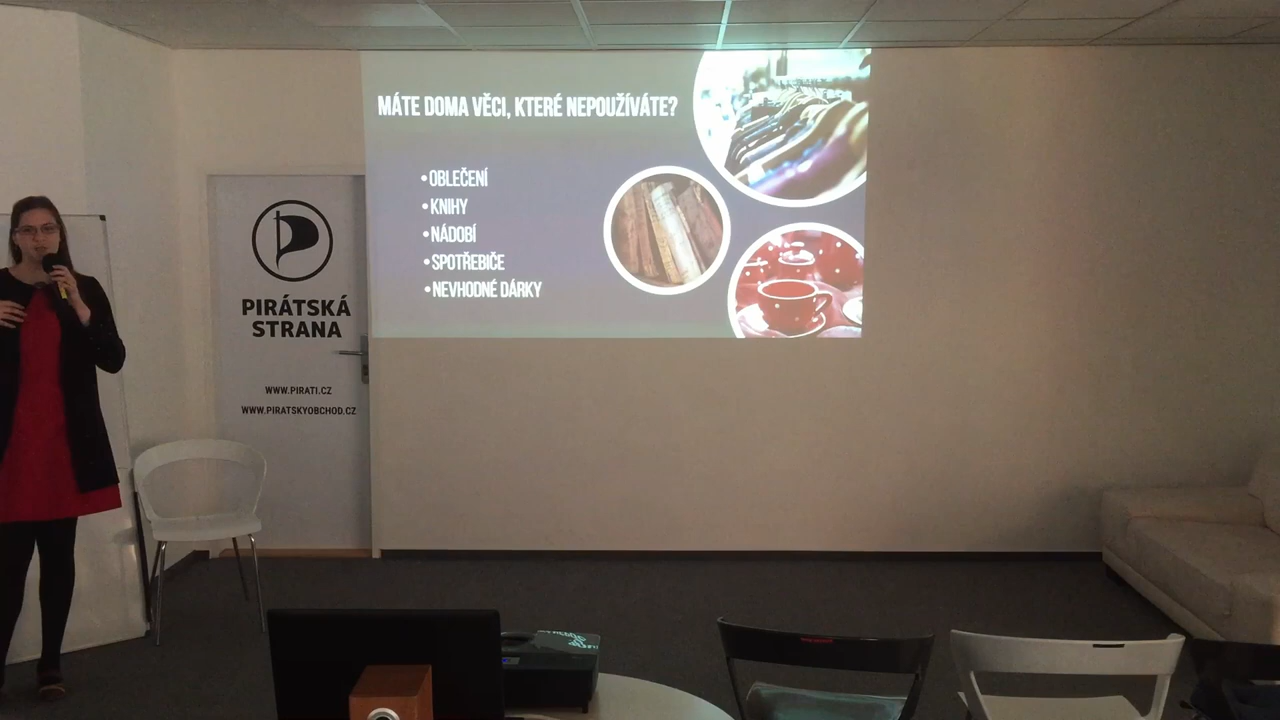 MÁTE DOMA VĚCI, KTERÉ NEPOUŽÍVÁTE?
•OBLEČENÍ
•KNIHY
•NÁDOBÍ
•SPOTŘEBIČE
•NEVHODNÉ DÁRKY
PIRÁTSKÁ
STRANA
WWW.PIRATI.CZ
WWW.PIRATSKYOBCHOD.CZ